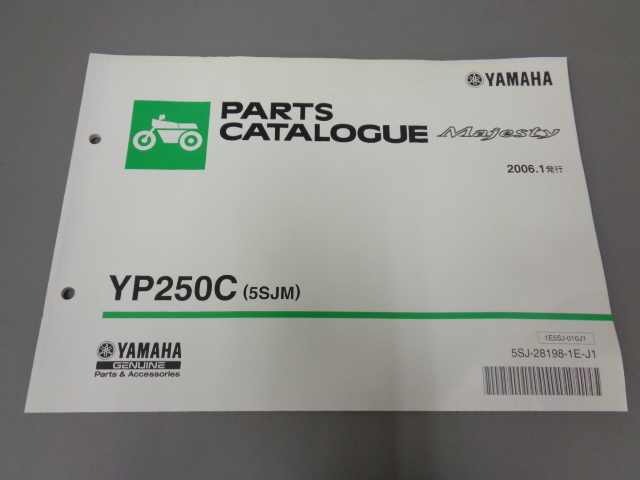 YAMAHA
PARTS
CATALOGUE Majesty
2006.1発行
YP250C (5SJM)
1E5SJ-010J1
5SJ-28198-1E-J1
YAMAHA
GENUINE
Parts & Accessories